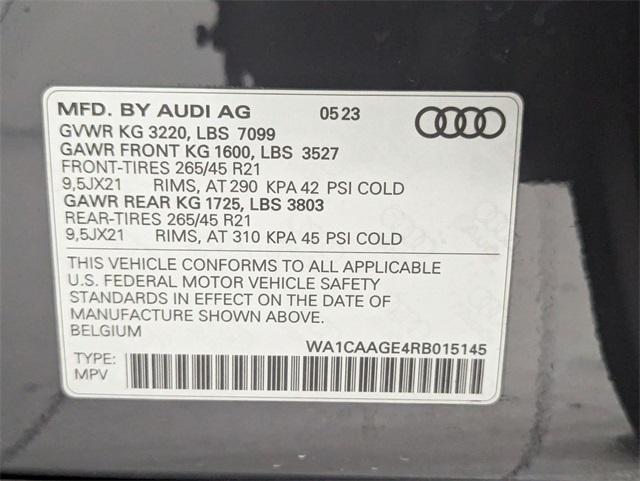 MFD. BY AUDI AG 05 23
GVWR KG 3220, LBS 7099
GAWR FRONT KG 1600, LBS 3527
FRONT-TIRES 265/45 R21
9,5JX21 RIMS, AT 290 KPA 42 PSI COLD
GAWR REAR KG 1725, LBS 3803
REAR-TIRES 265/45 R21
9,5JX21 RIMS, AT 310 KPA 45 PSI COLD
THIS VEHICLE CONFORMS TO ALL APPLICABLE
U.S. FEDERAL MOTOR VEHICLE SAFETY
STANDARDS IN EFFECT ON THE DATE OF
MANUFACTURE SHOWN ABOVE.
BELGIUM
WA1CAAGE4RB015145
TYPE:
MPV